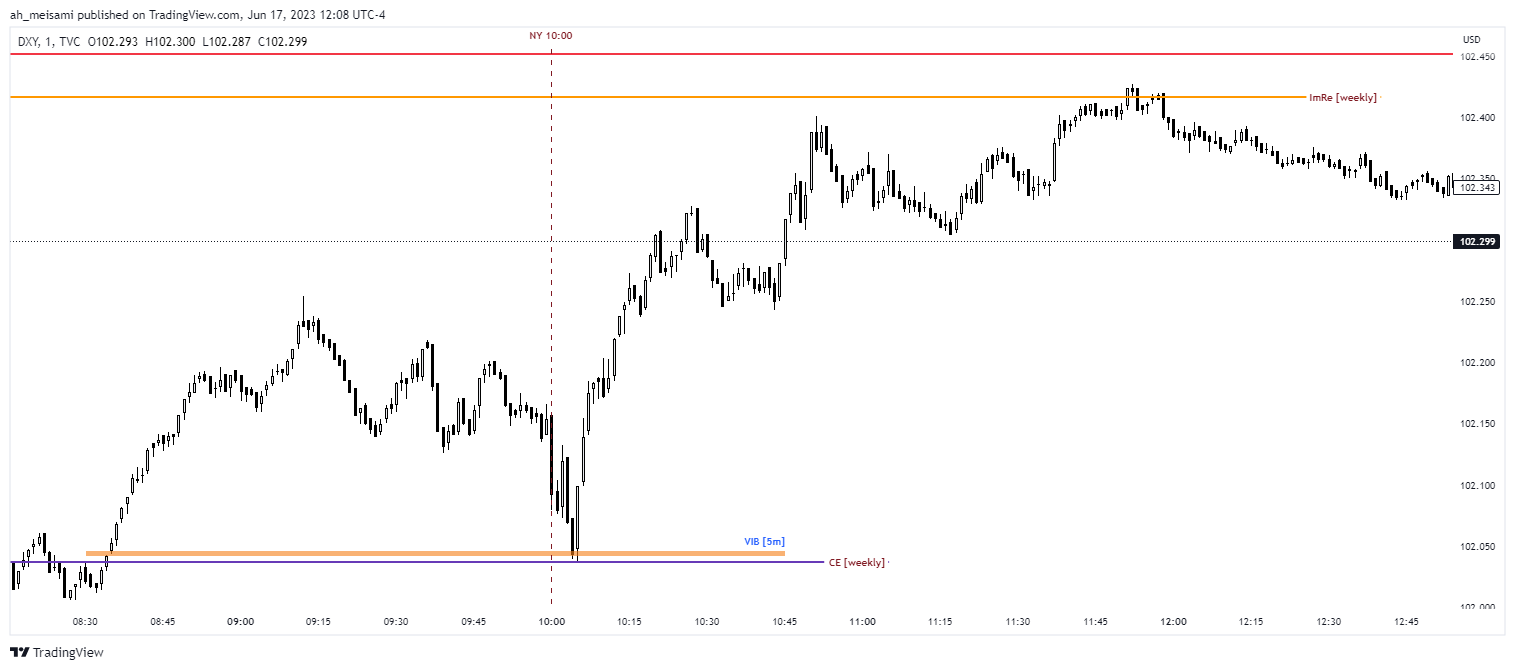 ah_meisami published on TradingView.com, Jun 17, 2023 12:08 UTC-4
DXY, 1, TVC O102.293 H102.300 L102.287 C102.299
NY 10:00
USD
102.450
ImRe [weekly]
102.400
102.350
102.343
102.299
102.250
102.200
102.150
102.100
VIB [5m]
102.050
CE [weekly]
102.000
08:30 08:45 09:00 09:15 09:30 09:45 10:00 10:15 10:30 10:45 11:00 11:15 11:30 11:45 12:00 12:15 12:30 12:45
TradingView